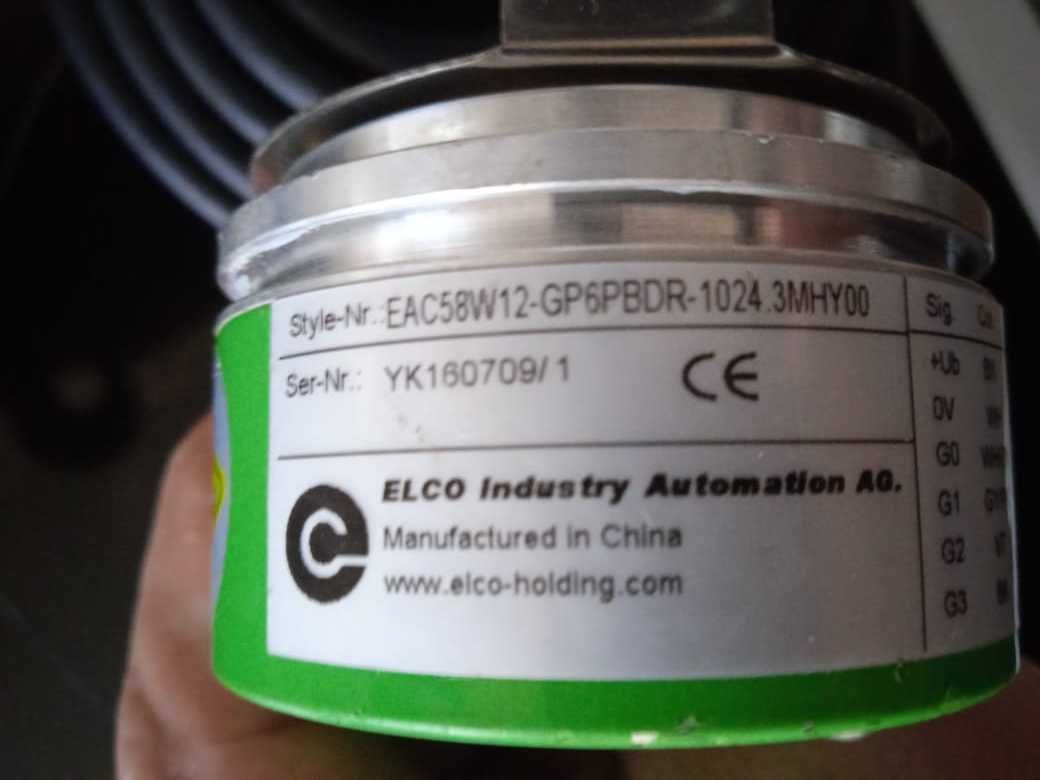 Style-Nr.:EAC58W12-GP6PBDR-1024.3MHY00
Ser-Nr.: YK160709/1
CE
ELCO Industry Automation AG.
Manufactured in China
www.elco-holding.com
Sig.
+Ub
0V
G0
G1
G2
G3